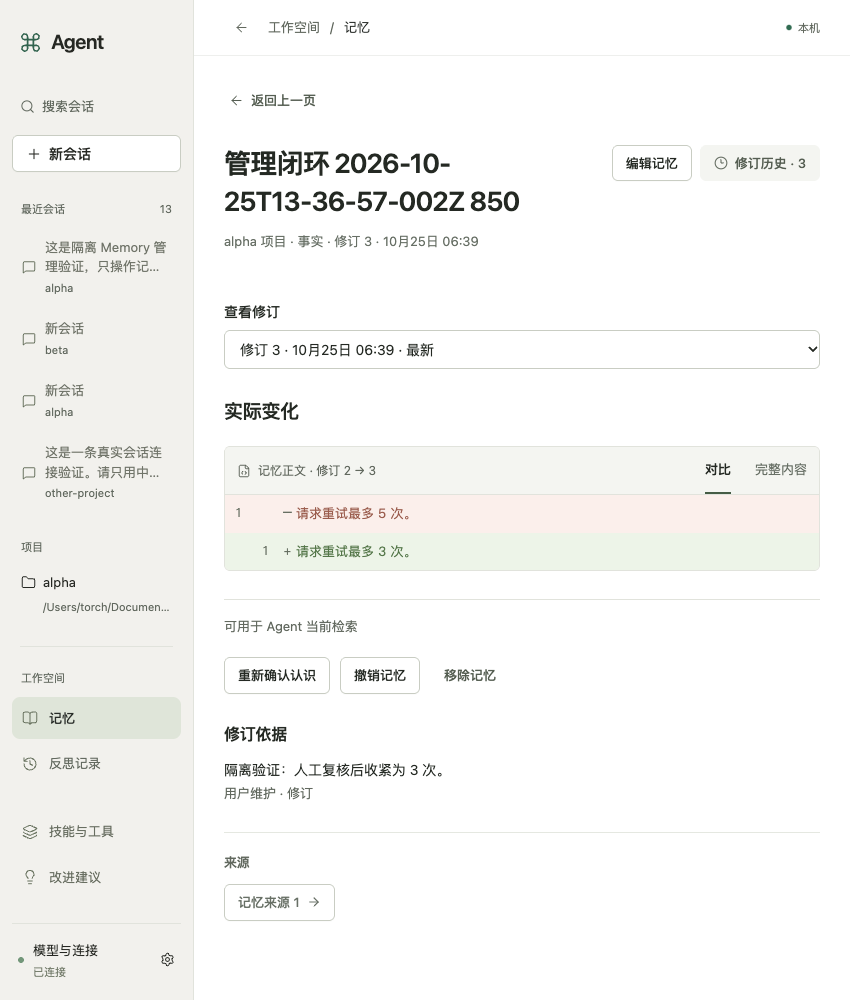 Agent
搜索会话
新会话
最近会话 13
这是隔离 Memory 管
理验证，只操作记...
alpha
新会话
beta
新会话
alpha
这是一条真实会话连
接验证。请只用中...
other-project
项目
alpha
/Users/torch/Documen...
工作空间
记忆
反思记录
技能与工具
改进建议
模型与连接
已连接
← 工作空间 / 记忆
本机
← 返回上一页
管理闭环 2026-10-
25T13-36-57-002Z 850
编辑记忆
修订历史 · 3
alpha 项目 · 事实 · 修订 3 · 10月25日 06:39
查看修订
修订 3 · 10月25日 06:39 · 最新
实际变化
记忆正文 · 修订 2 → 3
对比 完整内容
1 − 请求重试最多 5 次。
1 + 请求重试最多 3 次。
可用于 Agent 当前检索
重新确认认识 撤销记忆 移除记忆
修订依据
隔离验证：人工复核后收紧为 3 次。
用户维护 · 修订
来源
记忆来源 1 →